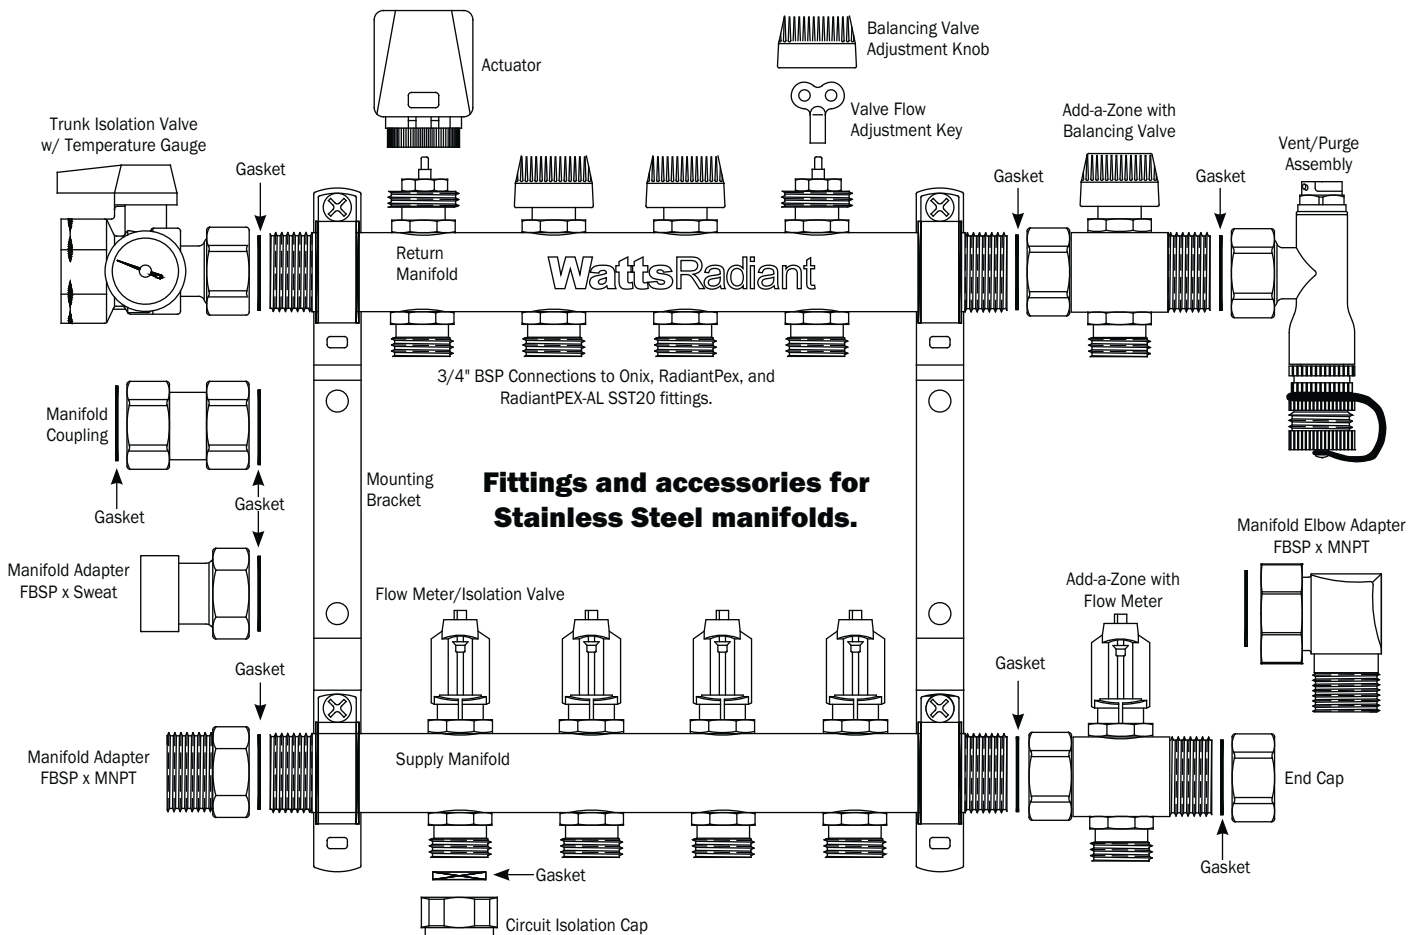 Balancing Valve
Adjustment Knob
Actuator
Valve Flow
Adjustment Key
Add-a-Zone with
Balancing Valve
Trunk Isolation Valve
w/ Temperature Gauge
Vent/Purge
Assembly
Gasket
Gasket
Gasket
Return
Manifold
WattsRadiant
3/4" BSP Connections to Onix, RadiantPex, and
RadiantPEX-AL SST20 fittings.
Manifold
Coupling
Mounting
Bracket
Gasket
Gasket
Fittings and accessories for
Stainless Steel manifolds.
Manifold Elbow Adapter
FBSP x MNPT
Manifold Adapter
FBSP x Sweat
Flow Meter/Isolation Valve
Add-a-Zone with
Flow Meter
Gasket
Gasket
Manifold Adapter
FBSP x MNPT
Supply Manifold
End Cap
Gasket
Gasket
Circuit Isolation Cap